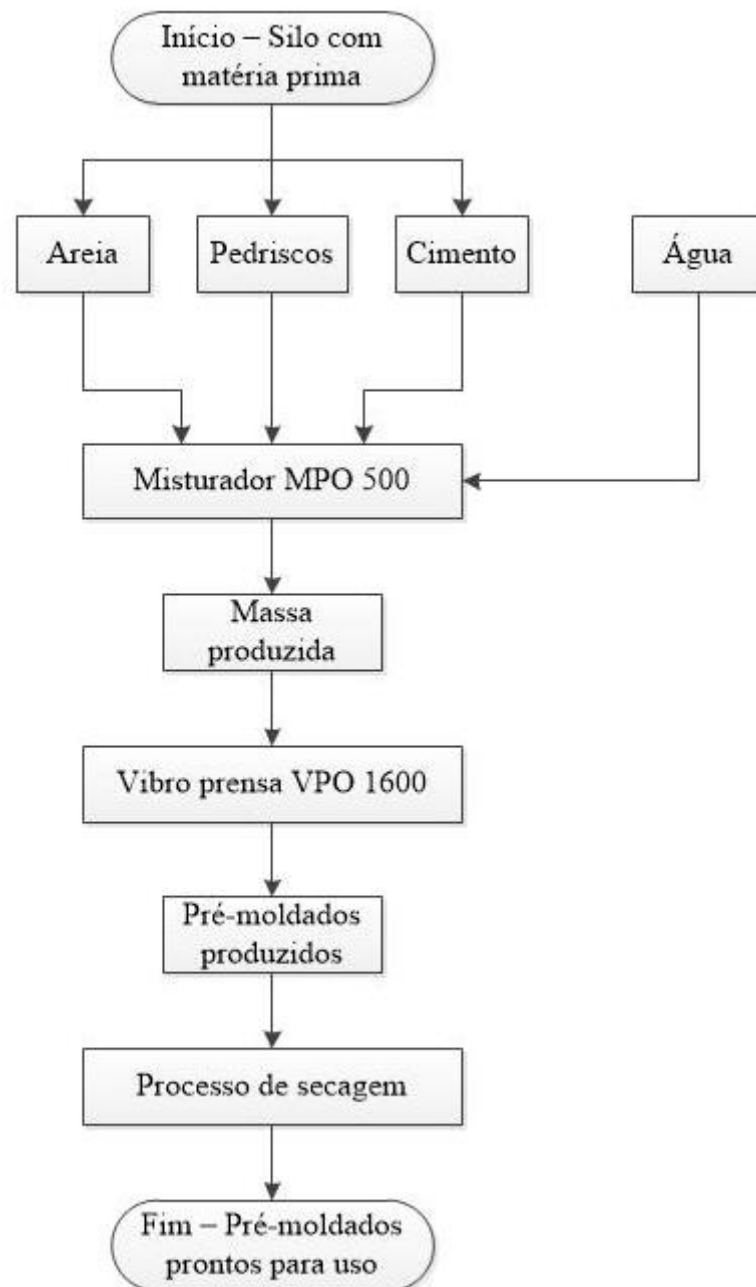 Início – Silo com
matéria prima
Areia
Pedriscos
Cimento
Água
Misturador MPO 500
Massa
produzida
Vibro prensa VPO 1600
Pré-moldados
produzidos
Processo de secagem
Fim – Pré-moldados
prontos para uso